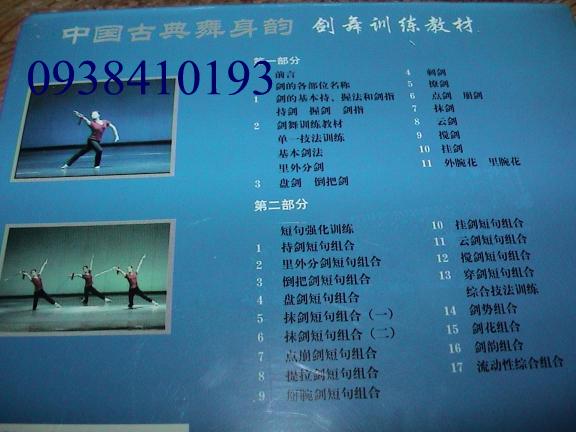 中国古典舞身韵 剑舞训练教材
0938410193
第一部分
前言
剑的各部位名称
1 剑的基本持、握法和剑指
持剑 握剑 剑指
2 剑舞训练教材
单一技法训练
基本剑法
里外分剑
3 盘剑 倒把剑
4 刺剑
5 撩剑
6 点剑 崩剑
7 抹剑
8 云剑
9 搅剑
10 挂剑
11 外腕花 里腕花
第二部分
短句强化训练
1 持剑短句组合
2 里外分剑短句组合
3 倒把剑短句组合
4 盘剑短句组合
5 抹剑短句组合（一）
6 抹剑短句组合（二）
7 点崩剑短句组合
8 提拉剑短句组合
9 腕剑短句组合
10 挂剑短句组合
11 云剑短句组合
12 搅剑短句组合
13 穿剑短句组合
综合技法训练
14 剑势组合
15 剑花组合
16 剑韵组合
17 流动性综合组合